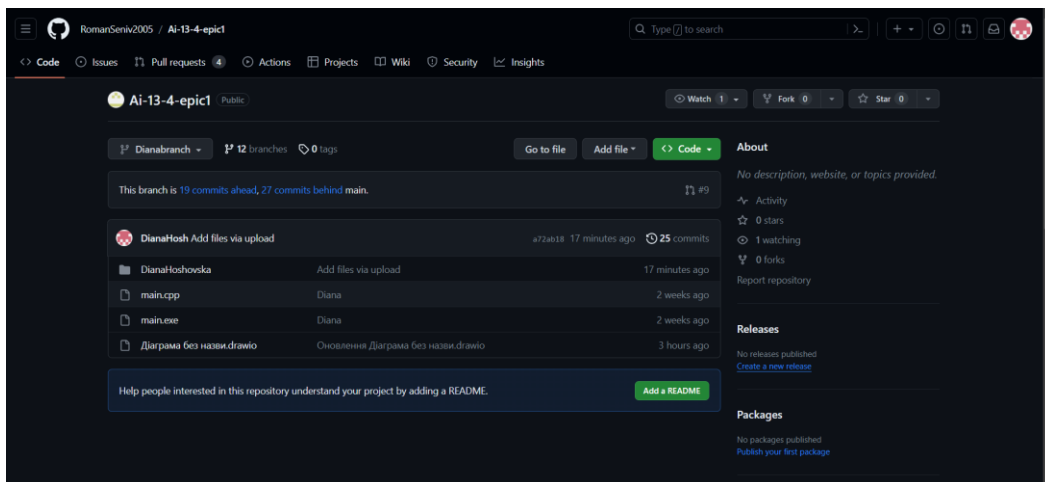 RomanSeniv2005 / Ai-13-4-epic1
Type / to search
Code Issues Pull requests 4 Actions Projects Wiki Security Insights
Ai-13-4-epic1 Public
Watch 1 Fork 0 Star 0
Dianabranch 12 branches 0 tags Go to file Add file Code
This branch is 19 commits ahead, 27 commits behind main. #9
DianaHosh Add files via upload a72ab18 17 minutes ago 25 commits
DianaHoshovska Add files via upload 17 minutes ago
main.cpp Diana 2 weeks ago
main.exe Diana 2 weeks ago
Діаграма без назви.drawio Оновлення Діаграма без назви.drawio 3 hours ago
Help people interested in this repository understand your project by adding a README. Add a README
About
No description, website, or topics provided.
Activity
0 stars
1 watching
0 forks
Report repository
Releases
No releases published
Create a new release
Packages
No packages published
Publish your first package